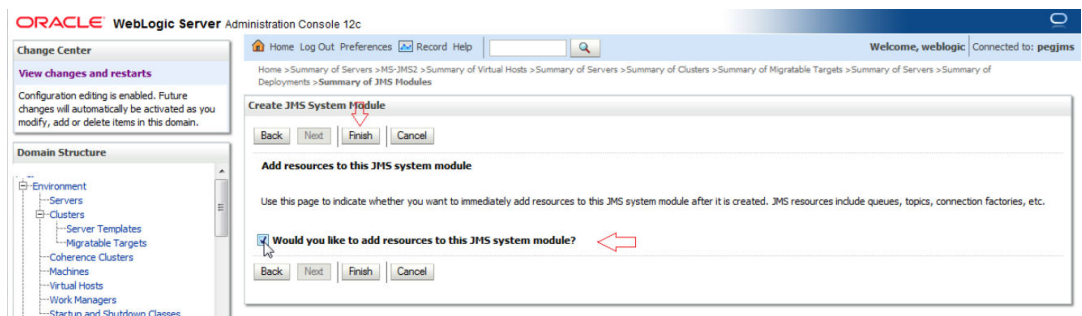 ORACLE WebLogic Server Administration Console 12c
Change Center
View changes and restarts
Configuration editing is enabled. Future
changes will automatically be activated as you
modify, add or delete items in this domain.
Domain Structure
Environment
Servers
Clusters
Server Templates
Migratable Targets
Coherence Clusters
Machines
Virtual Hosts
Work Managers
Startup and Shutdown Classes
Home Log Out Preferences Record Help
Welcome, weblogic Connected to: pegjms
Home >Summary of Servers >MS-JMS2 >Summary of Virtual Hosts >Summary of Servers >Summary of Clusters >Summary of Migratable Targets >Summary of Servers >Summary of
Deployments >Summary of JMS Modules
Create JMS System Module
Back Next Finish Cancel
Add resources to this JMS system module
Use this page to indicate whether you want to immediately add resources to this JMS system module after it is created. JMS resources include queues, topics, connection factories, etc.
Would you like to add resources to this JMS system module?
Back Next Finish Cancel